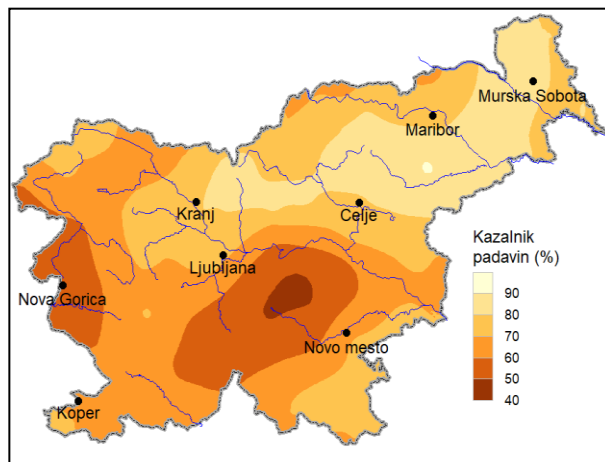 Murska Sobota
Maribor
Kranj
Celje
Ljubljana
Nova Gorica
Novo mesto
Koper
Kazalnik
padavin (%)
90
80
70
60
50
40